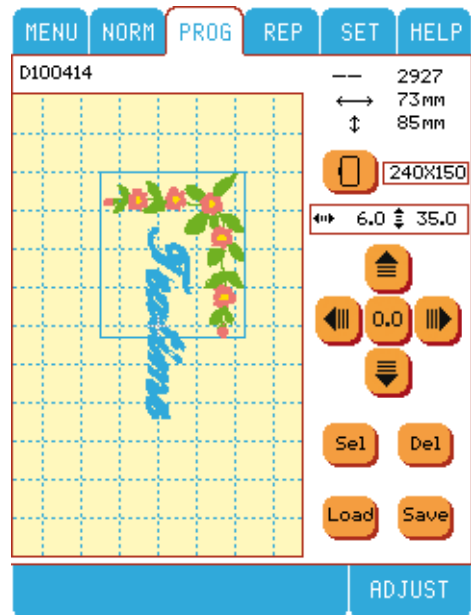 MENU NORM PROG REP SET HELP
D100414
2927
73mm
85mm
240X150
6.0 35.0
0.0
Sel Del
Load Save
ADJUST